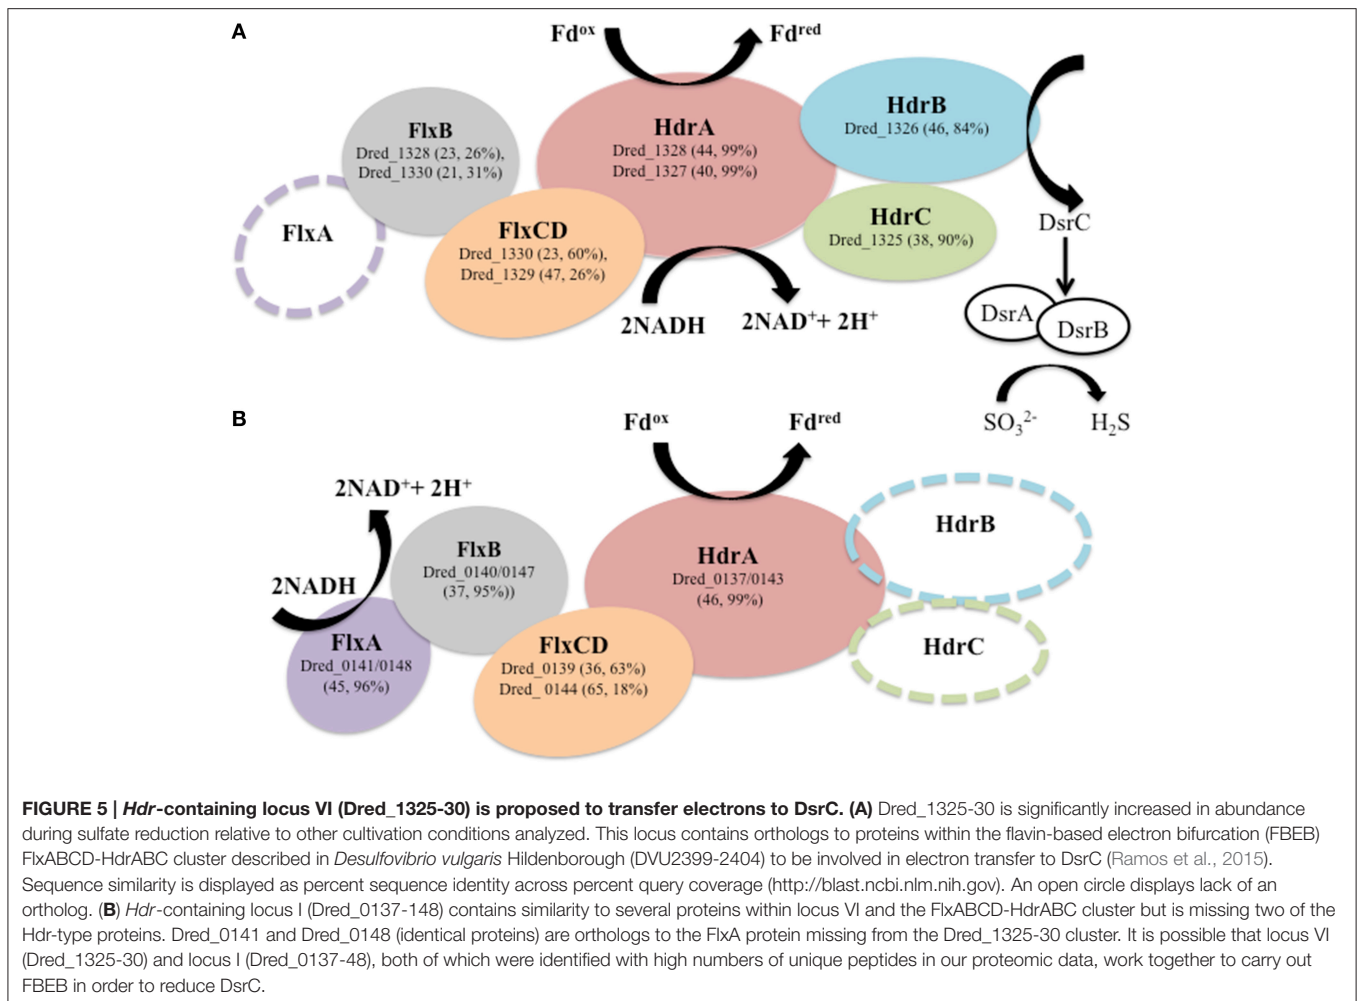 A
Fdᵒˣ
Fdʳᵉᵈ
FlxB
Dred_1328 (23, 26%),
Dred_1330 (21, 31%)
HdrA
Dred_1328 (44, 99%)
Dred_1327 (40, 99%)
HdrB
Dred_1326 (46, 84%)
FlxA
FlxCD
Dred_1330 (23, 60%),
Dred_1329 (47, 26%)
HdrC
Dred_1325 (38, 90%)
DsrC
2NADH
2NAD⁺+ 2H⁺
DsrA
DsrB
SO₃²⁻
H₂S
B
Fdᵒˣ
Fdʳᵉᵈ
2NAD⁺+ 2H⁺
2NADH
FlxB
Dred_0140/0147
(37, 95%))
HdrA
Dred_0137/0143
(46, 99%)
HdrB
FlxA
Dred_0141/0148
(45, 96%)
FlxCD
Dred_0139 (36, 63%)
Dred_ 0144 (65, 18%)
HdrC
FIGURE 5 | Hdr-containing locus VI (Dred_1325-30) is proposed to transfer electrons to DsrC. (A) Dred_1325-30 is significantly increased in abundance
during sulfate reduction relative to other cultivation conditions analyzed. This locus contains orthologs to proteins within the flavin-based electron bifurcation (FBEB)
FlxABCD-HdrABC cluster described in Desulfovibrio vulgaris Hildenborough (DVU2399-2404) to be involved in electron transfer to DsrC (Ramos et al., 2015).
Sequence similarity is displayed as percent sequence identity across percent query coverage (http://blast.ncbi.nlm.nih.gov). An open circle displays lack of an
ortholog. (B) Hdr-containing locus I (Dred_0137-148) contains similarity to several proteins within locus VI and the FlxABCD-HdrABC cluster but is missing two of the
Hdr-type proteins. Dred_0141 and Dred_0148 (identical proteins) are orthologs to the FlxA protein missing from the Dred_1325-30 cluster. It is possible that locus VI
(Dred_1325-30) and locus I (Dred_0137-48), both of which were identified with high numbers of unique peptides in our proteomic data, work together to carry out
FBEB in order to reduce DsrC.